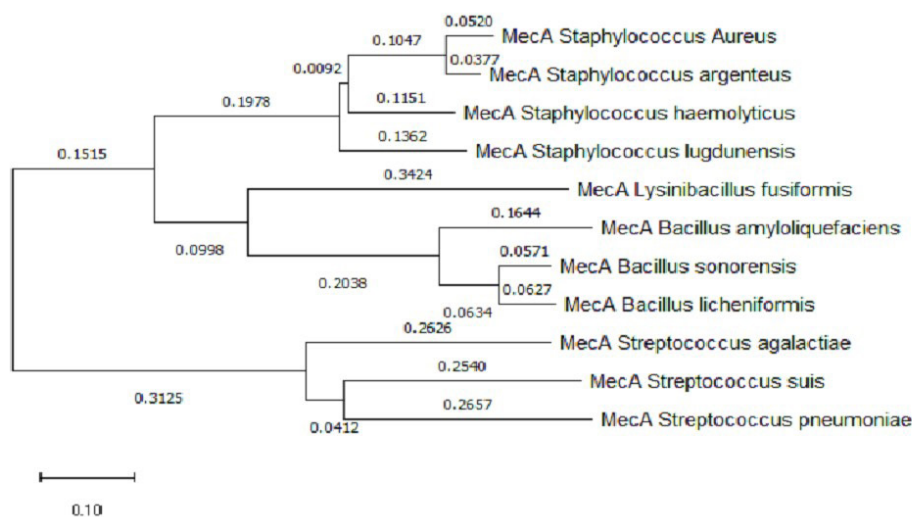 0.0520
0.1047
MecA Staphylococcus Aureus
0.0092
0.0377
MecA Staphylococcus argenteus
0.1978
0.1151
MecA Staphylococcus haemolyticus
0.1362
0.1515
MecA Staphylococcus lugdunensis
0.3424
MecA Lysinibacillus fusiformis
0.1644
0.0998
MecA Bacillus amyloliquefaciens
0.0571
0.2038
MecA Bacillus sonorensis
0.0627
0.0634
MecA Bacillus licheniformis
0.2626
MecA Streptococcus agalactiae
0.2540
0.3125
MecA Streptococcus suis
0.2657
0.0412
MecA Streptococcus pneumoniae
0.10